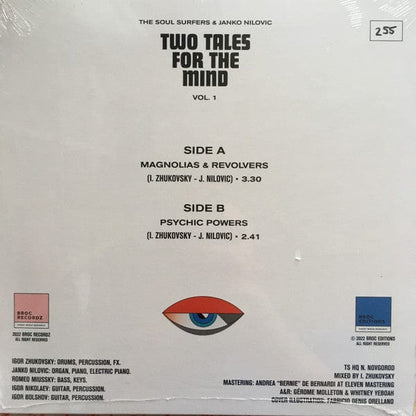 THE SOUL SURFERS & JANKO NILOVIC
255
TWO TALES
FOR THE
MIND
VOL. 1
SIDE A
MAGNOLIAS & REVOLVERS
(I. ZHUKOVSKY - J. NILOVIC) • 3.30
SIDE B
PSYCHIC POWERS
(I. ZHUKOVSKY - J. NILOVIC) • 2.41
BROC
RECORDZ
2022 BROC RECORDZ
ALL RIGHT RESERVED
BROC
EDITIONS
© 2022 BROC EDITIONS
ALL RIGHT RESERVED
IGOR ZHUKOVSKY: DRUMS, PERCUSSION, FX.
JANKO NILOVIC: ORGAN, PIANO, ELECTRIC PIANO.
ROMEO MIUSSKY: BASS, KEYS.
IGOR NIKOLAEV: GUITAR, PERCUSSION.
IGOR BOLSHOV: GUITAR, PERCUSSION.
TS HQ N. NOVGOROD
MIXED BY I. ZHUKOVSKY
MASTERING: ANDREA "BERNIE" DE BERNARDI AT ELEVEN MASTERING
A&R: GÉROME MOLLETON & WHITNEY YEBOAH
COVER ILLUSTRATION: FABRICIO DENIS ORELLANO